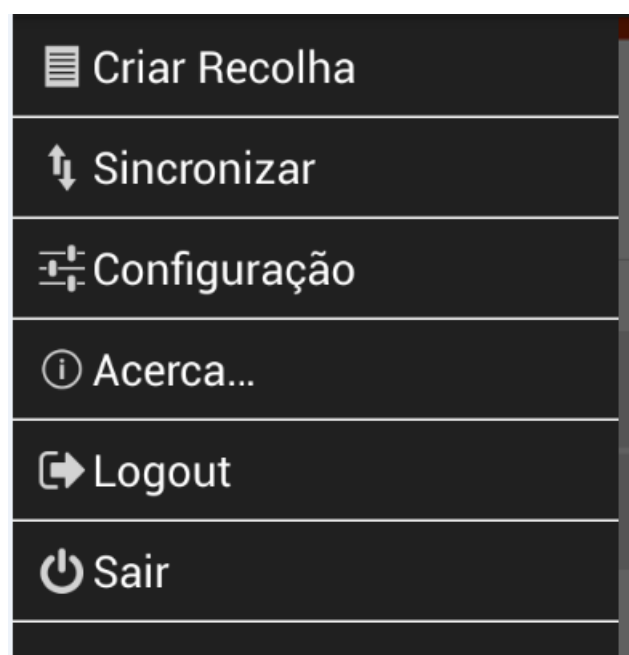 Criar Recolha
Sincronizar
Configuração
Acerca...
Logout
Sair